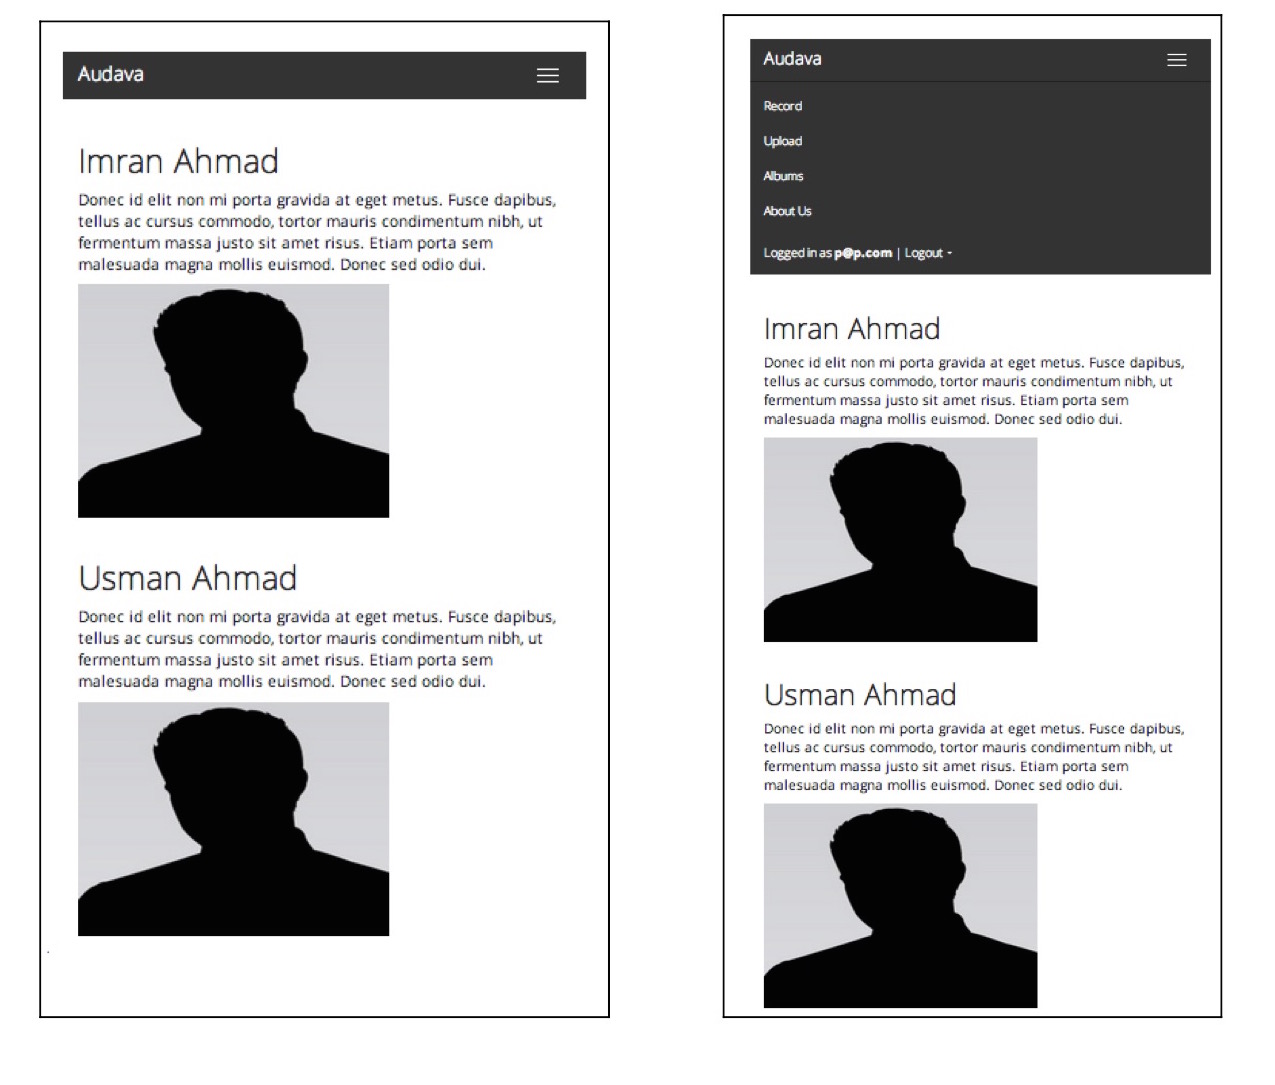 Audava
Imran Ahmad
Donec id elit non mi porta gravida at eget metus. Fusce dapibus,
tellus ac cursus commodo, tortor mauris condimentum nibh, ut
fermentum massa justo sit amet risus. Etiam porta sem
malesuada magna mollis euismod. Donec sed odio dui.
Usman Ahmad
Donec id elit non mi porta gravida at eget metus. Fusce dapibus,
tellus ac cursus commodo, tortor mauris condimentum nibh, ut
fermentum massa justo sit amet risus. Etiam porta sem
malesuada magna mollis euismod. Donec sed odio dui.
Audava
Record
Upload
Albums
About Us
Logged in as p@p.com | Logout
Imran Ahmad
Donec id elit non mi porta gravida at eget metus. Fusce dapibus,
tellus ac cursus commodo, tortor mauris condimentum nibh, ut
fermentum massa justo sit amet risus. Etiam porta sem
malesuada magna mollis euismod. Donec sed odio dui.
Usman Ahmad
Donec id elit non mi porta gravida at eget metus. Fusce dapibus,
tellus ac cursus commodo, tortor mauris condimentum nibh, ut
fermentum massa justo sit amet risus. Etiam porta sem
malesuada magna mollis euismod. Donec sed odio dui.